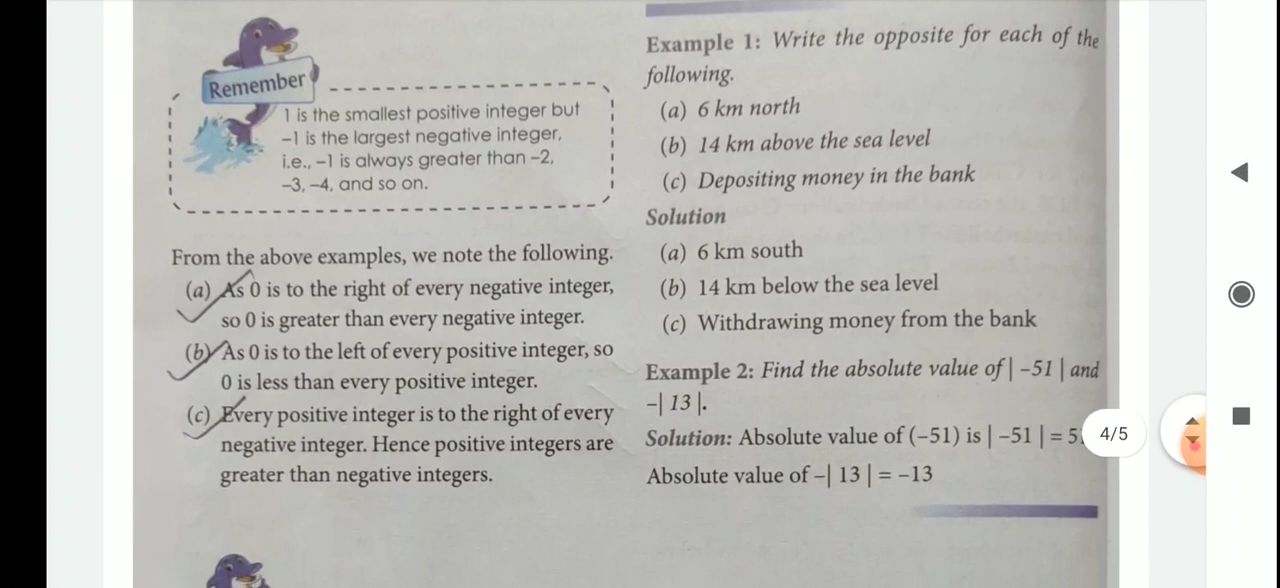 Remember
1 is the smallest positive integer but
–1 is the largest negative integer,
i.e., –1 is always greater than –2,
–3, –4, and so on.
From the above examples, we note the following.
(a) As 0 is to the right of every negative integer,
so 0 is greater than every negative integer.
(b) As 0 is to the left of every positive integer, so
0 is less than every positive integer.
(c) Every positive integer is to the right of every
negative integer. Hence positive integers are
greater than negative integers.
Example 1: Write the opposite for each of the
following.
(a) 6 km north
(b) 14 km above the sea level
(c) Depositing money in the bank
Solution
(a) 6 km south
(b) 14 km below the sea level
(c) Withdrawing money from the bank
Example 2: Find the absolute value of | –51 | and
–| 13 |.
Solution: Absolute value of (–51) is | –51 | =
Absolute value of –| 13 | = –13
4/5